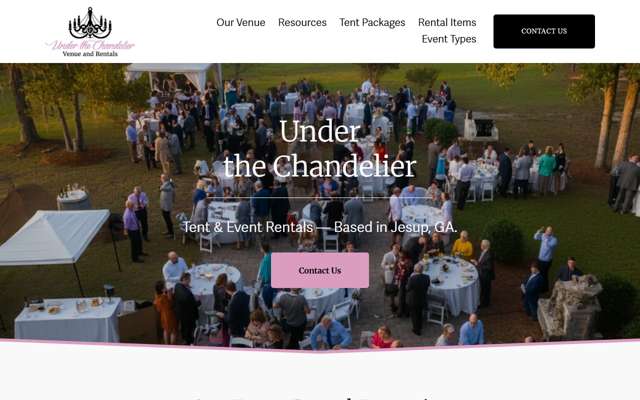 Under the Chandelier
Venue and Rentals
Our Venue
Resources
Tent Packages
Rental Items
Event Types
CONTACT US
Under
the Chandelier
Tent & Event Rentals — Based in Jesup, GA.
Contact Us